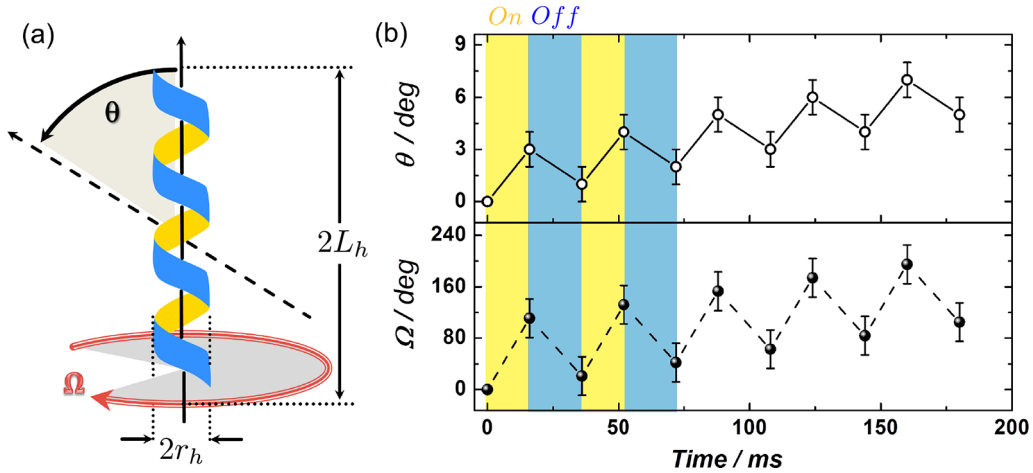 (a)
θ
2L_h
Ω
2r_h
(b)
On Off
θ / deg
9
6
3
0
Ω / deg
240
160
80
0
0 50 100 150 200
Time / ms